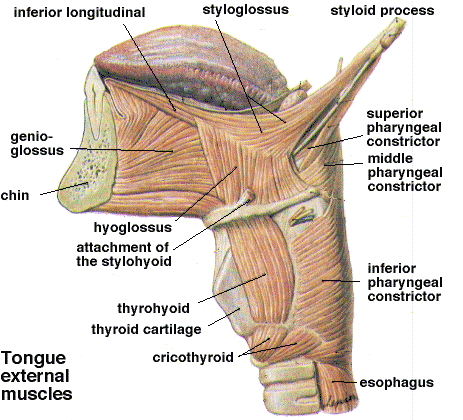 inferior longitudinal
styloglossus
styloid process
superior
pharyngeal
constrictor
genio-
glossus
middle
pharyngeal
constrictor
chin
hyoglossus
attachment of
the stylohyoid
inferior
pharyngeal
constrictor
thyrohyoid
thyroid cartilage
cricothyroid
Tongue
external
muscles
esophagus